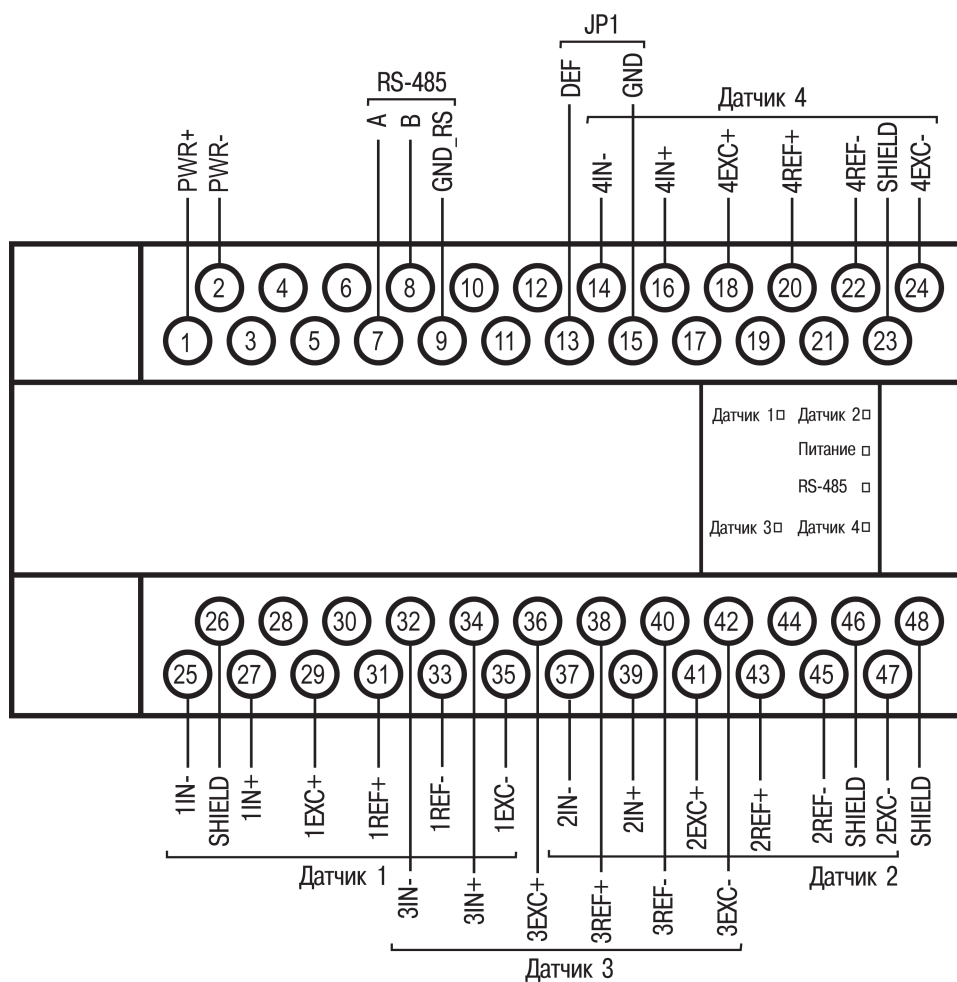 JP1
DEF
GND
RS-485
A
B
GND_RS
PWR+
PWR-
Датчик 4
4IN-
4IN+
4EXC+
4REF+
4REF-
SHIELD
4EXC-
2 4 6 8 10 12 14 16 18 20 22 24
1 3 5 7 9 11 13 15 17 19 21 23
Датчик 1 Датчик 2
Питание
RS-485
Датчик 3 Датчик 4
26 28 30 32 34 36 38 40 42 44 46 48
25 27 29 31 33 35 37 39 41 43 45 47
1IN-
SHIELD
1IN+
1EXC+
1REF+
1REF-
1EXC-
2IN-
2IN+
2EXC+
2REF+
2REF-
SHIELD
2EXC-
SHIELD
Датчик 1
Датчик 2
3IN-
3IN+
3EXC+
3REF+
3REF-
3EXC-
Датчик 3